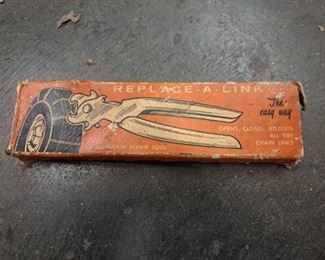 REPLACE-A-LINK
The
easy way
OPENS, CLOSES, ADJUSTS
ALL TIRE
CHAIN LINKS
CHAIN REPAIR TOOL